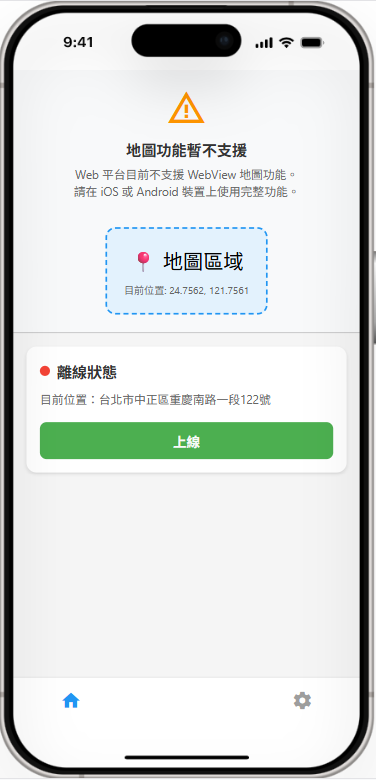 9:41
地圖功能暫不支援
Web 平台目前不支援 WebView 地圖功能。
請在 iOS 或 Android 裝置上使用完整功能。
📍 地圖區域
目前位置: 24.7562, 121.7561
離線狀態
目前位置：台北市中正區重慶南路一段122號
上線